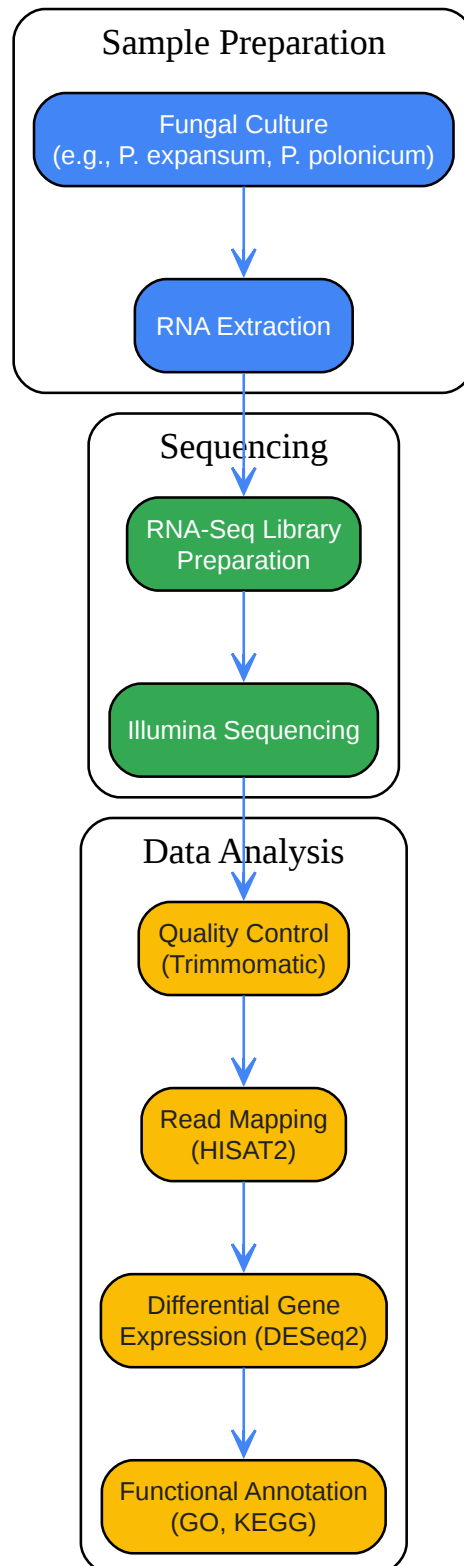 Sample Preparation
Fungal Culture
(e.g., P. expansum, P. polonicum)
RNA Extraction
Sequencing
RNA-Seq Library
Preparation
Illumina Sequencing
Data Analysis
Quality Control
(Trimmomatic)
Read Mapping
(HISAT2)
Differential Gene
Expression (DESeq2)
Functional Annotation
(GO, KEGG)